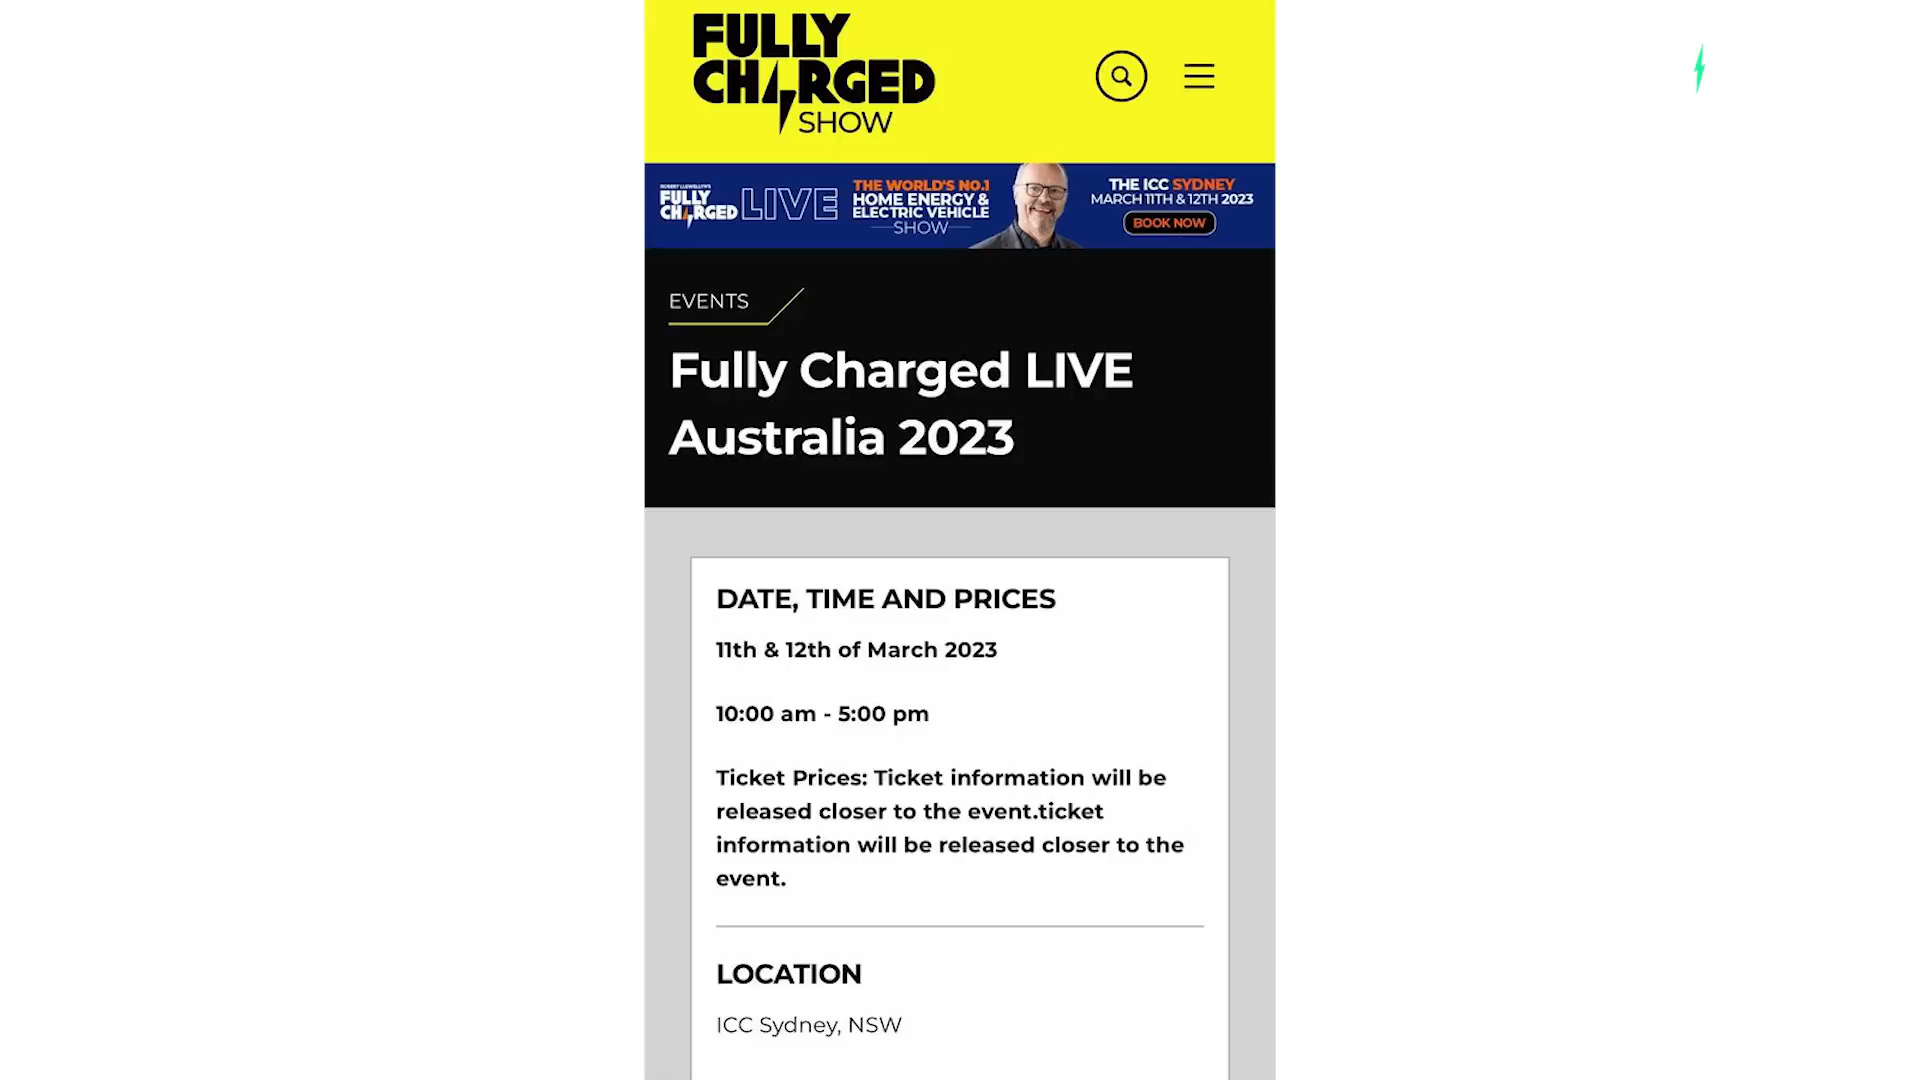 FULLY
CHARGED
SHOW
ROBERT LLEWELLYN'S
FULLY
CHARGED
LIVE
THE WORLD'S NO.1
HOME ENERGY &
ELECTRIC VEHICLE
SHOW
THE ICC SYDNEY
MARCH 11TH & 12TH 2023
BOOK NOW
EVENTS
Fully Charged LIVE
Australia 2023
DATE, TIME AND PRICES
11th & 12th of March 2023
10:00 am - 5:00 pm
Ticket Prices: Ticket information will be
released closer to the event.ticket
information will be released closer to the
event.
LOCATION
ICC Sydney, NSW